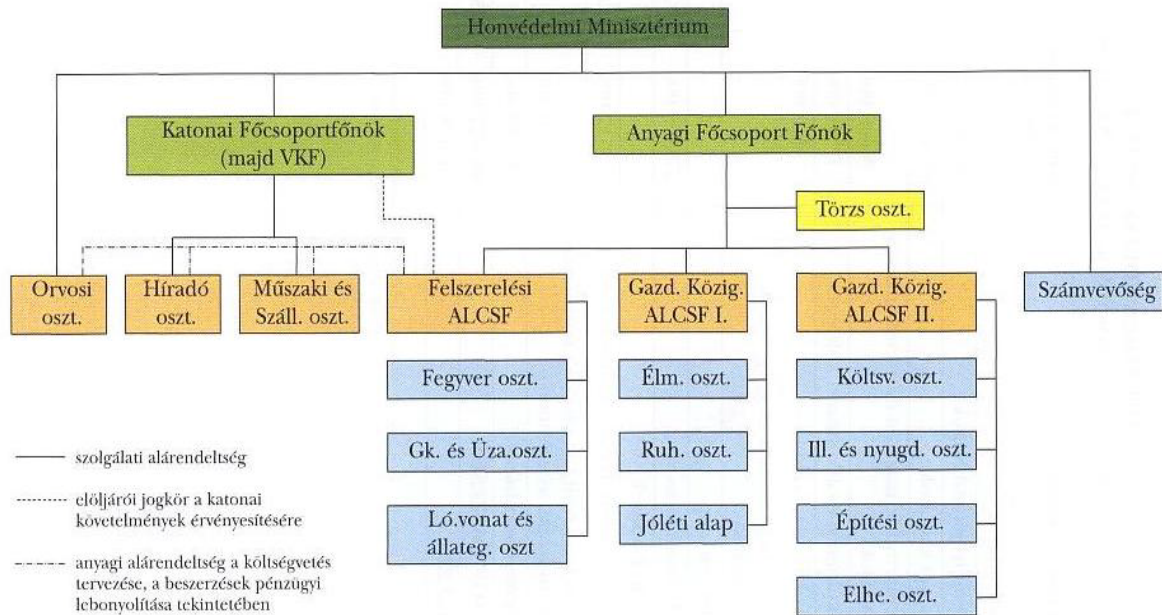 Honvédelmi Minisztérium
Katonai Főcsoportfőnök
(majd VKF)
Anyagi Főcsoport Főnök
Törzs oszt.
Orvosi
oszt.
Híradó
oszt.
Műszaki és
Száll. oszt.
Felszerelési
ALCSF
Gazd. Közig.
ALCSF I.
Gazd. Közig.
ALCSF II.
Számvevőség
Fegyver oszt.
Gk. és Üza.oszt.
Ló.vonat és
állateg. oszt
Élm. oszt.
Ruh. oszt.
Jóléti alap
Költsv. oszt.
Ill. és nyugd. oszt.
Építési oszt.
Elhe. oszt.
szolgálati alárendeltség
elöljárói jogkör a katonai
követelmények érvényesítésére
anyagi alárendeltség a költségvetés
tervezése, a beszerzések pénzügyi
lebonyolítása tekintetében